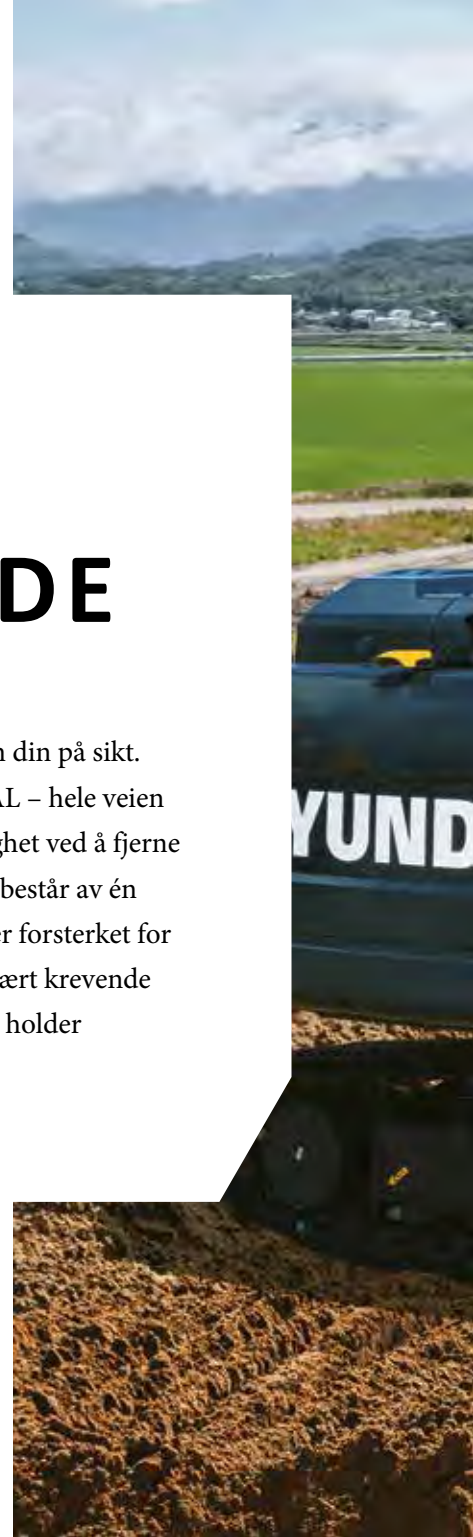 DE
n din på sikt.
AL – hele veien
ghet ved å fjerne
består av én
er forsterket for
ært krevende
holder
YUND